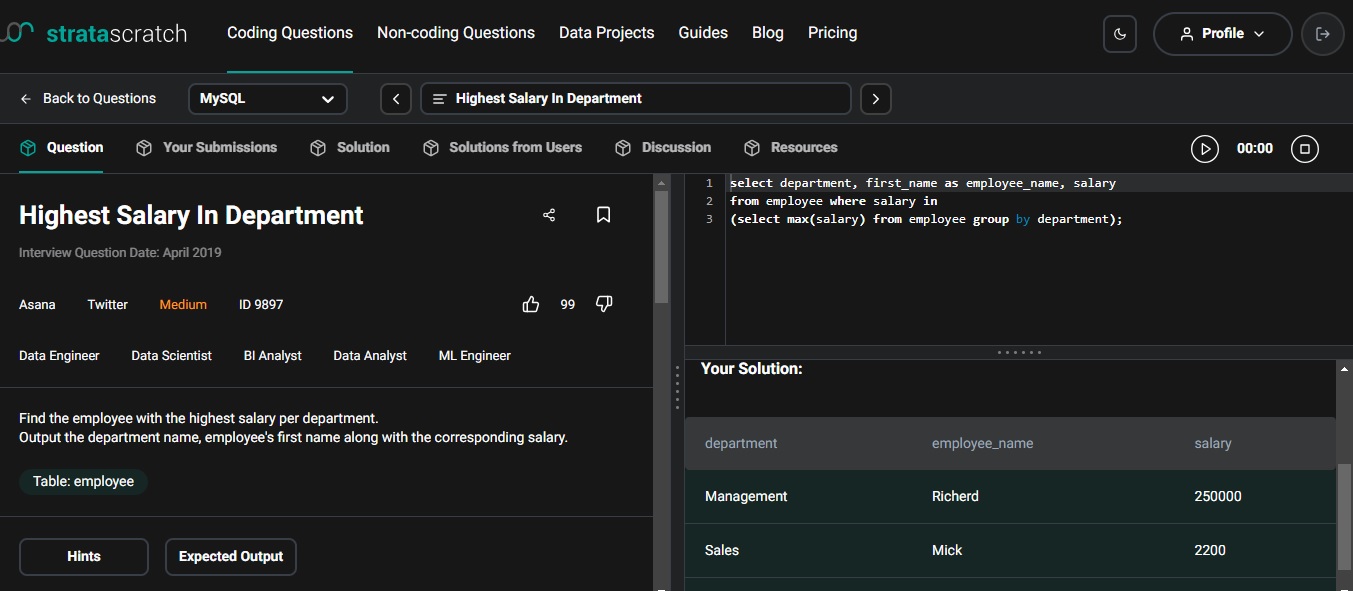 stratascratch
Coding Questions
Non-coding Questions
Data Projects
Guides
Blog
Pricing
Profile
Back to Questions
MySQL
Highest Salary In Department
Question
Your Submissions
Solution
Solutions from Users
Discussion
Resources
00:00
Highest Salary In Department
Interview Question Date: April 2019
Asana Twitter Medium ID 9897
99
Data Engineer Data Scientist BI Analyst Data Analyst ML Engineer
Find the employee with the highest salary per department.
Output the department name, employee's first name along with the corresponding salary.
Table: employee
Hints
Expected Output
1 select department, first_name as employee_name, salary
2 from employee where salary in
3 (select max(salary) from employee group by department);
Your Solution:
department employee_name salary
Management Richerd 250000
Sales Mick 2200